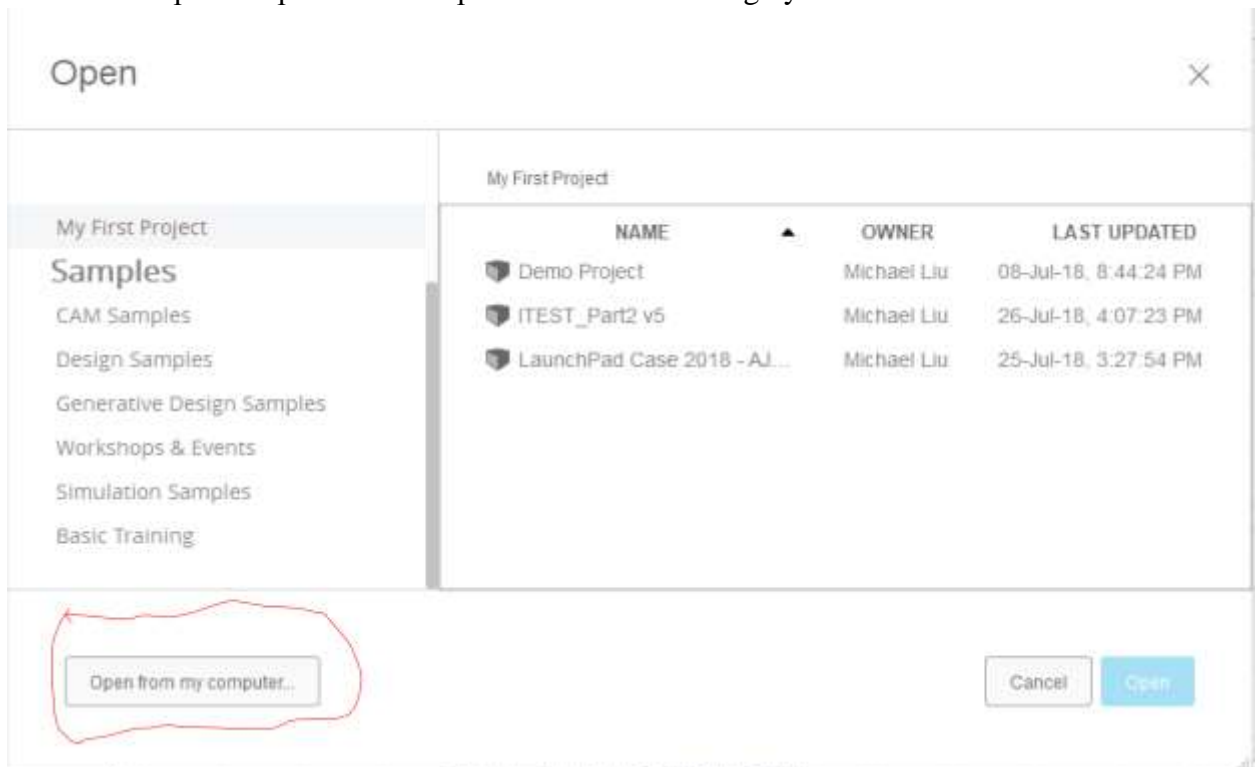 Open
My First Project
My First Project
NAME OWNER LAST UPDATED
Samples
Demo Project Michael Liu 08-Jul-18, 8:44:24 PM
CAM Samples
ITEST_Part2 v5 Michael Liu 26-Jul-18, 4:07:23 PM
Design Samples
LaunchPad Case 2018 - AJ... Michael Liu 25-Jul-18, 3:27:54 PM
Generative Design Samples
Workshops & Events
Simulation Samples
Basic Training
Open from my computer...
Cancel Open